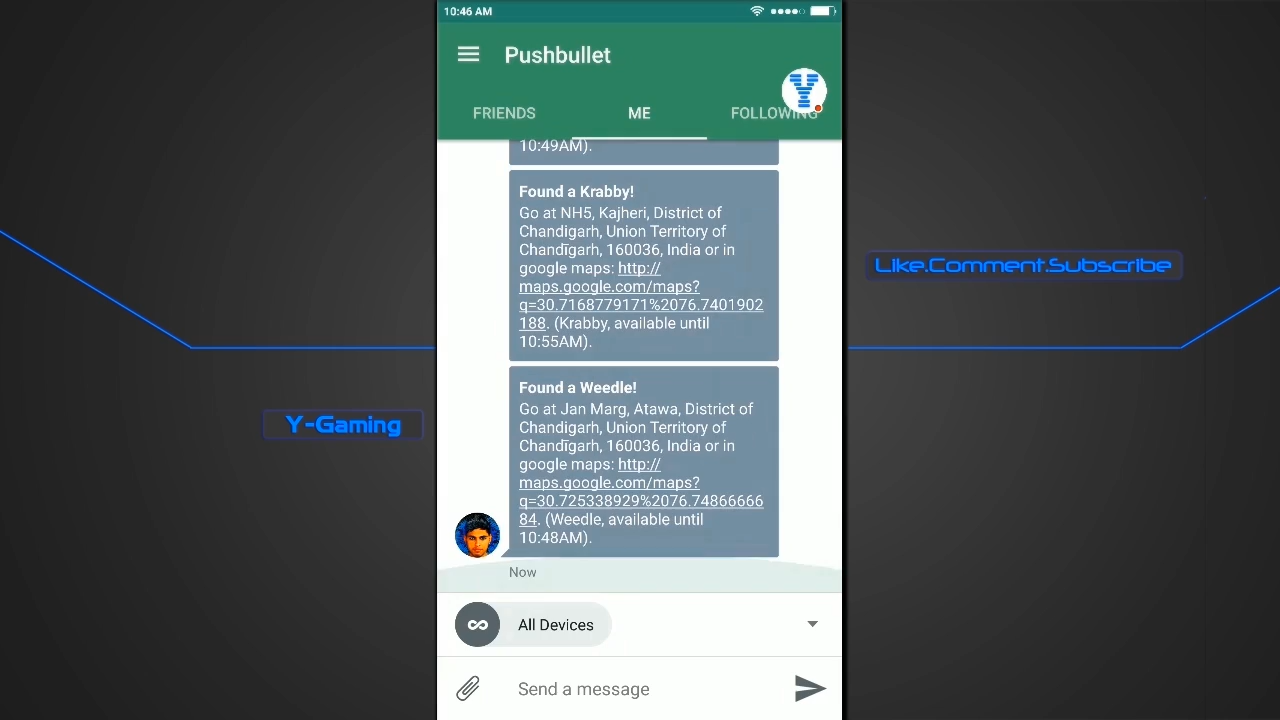 10:46 AM
Pushbullet
FRIENDS
ME
FOLLOWING
10:49AM).
Found a Krabby!
Go at NH5, Kajheri, District of
Chandigarh, Union Territory of
Chandīgarh, 160036, India or in
google maps: http://
maps.google.com/maps?
q=30.7168779171%2076.7401902
188. (Krabby, available until
10:55AM).
Found a Weedle!
Go at Jan Marg, Atawa, District of
Chandigarh, Union Territory of
Chandīgarh, 160036, India or in
google maps: http://
maps.google.com/maps?
q=30.725338929%2076.74866666
84. (Weedle, available until
10:48AM).
Now
All Devices
Send a message
Like.Comment.Subscribe
Y-Gaming